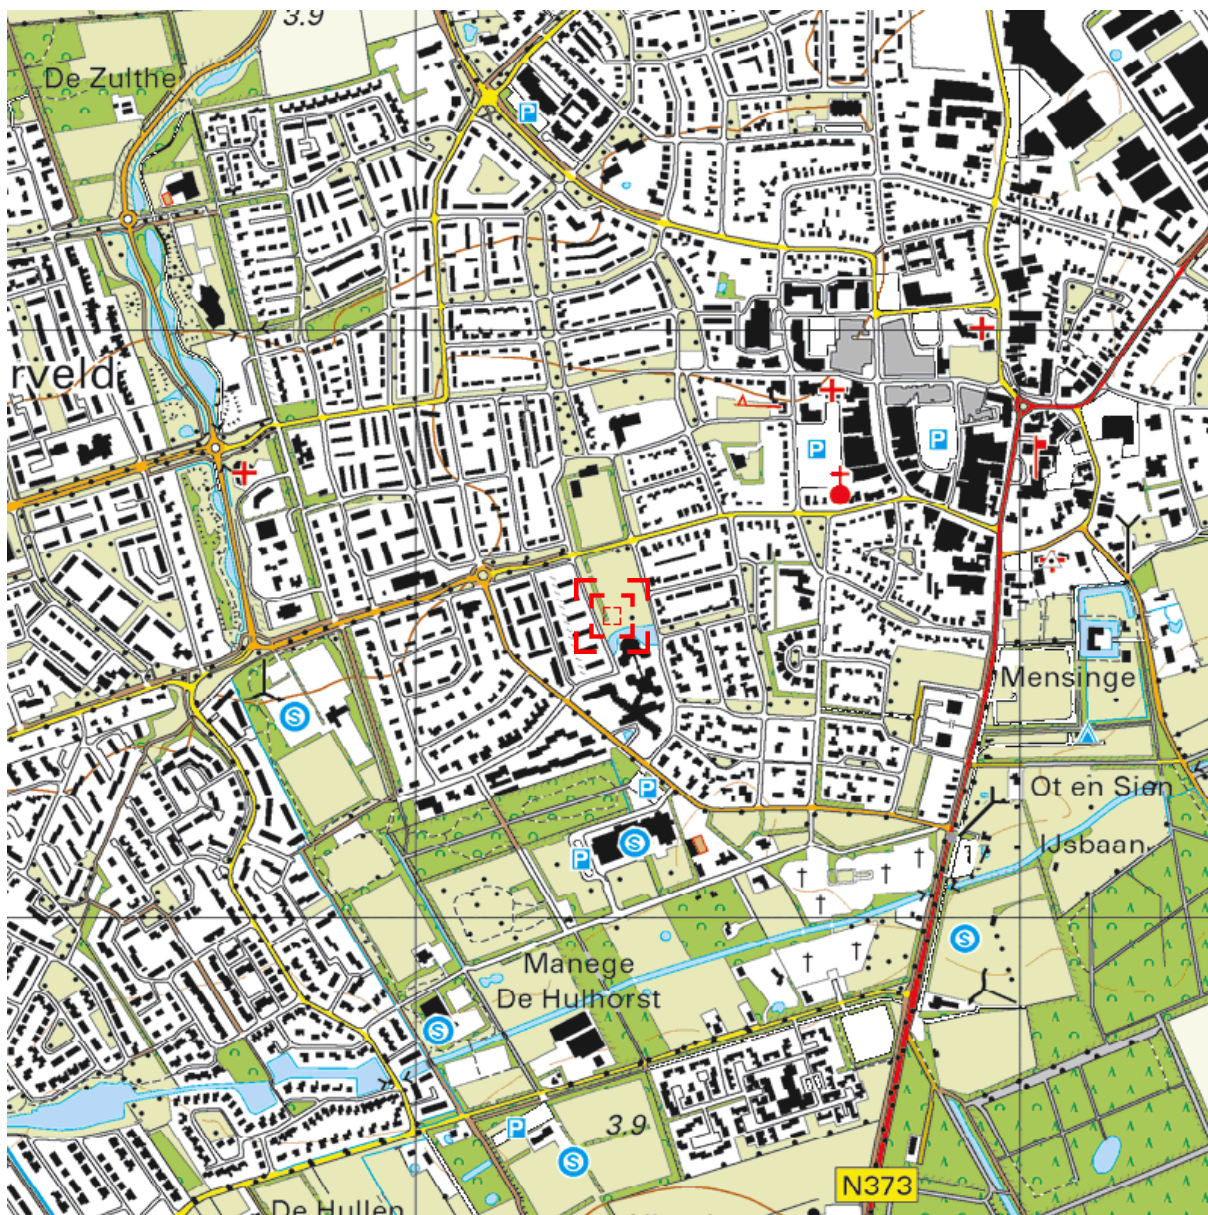 3.9
De Zulthe
P
rveld
P
P
Mensinge
S
Ot en Sien
P
IJsbaan
S
P
S
Manege
De Hulhorst
S
P
3.9
S
N373
De Hullen